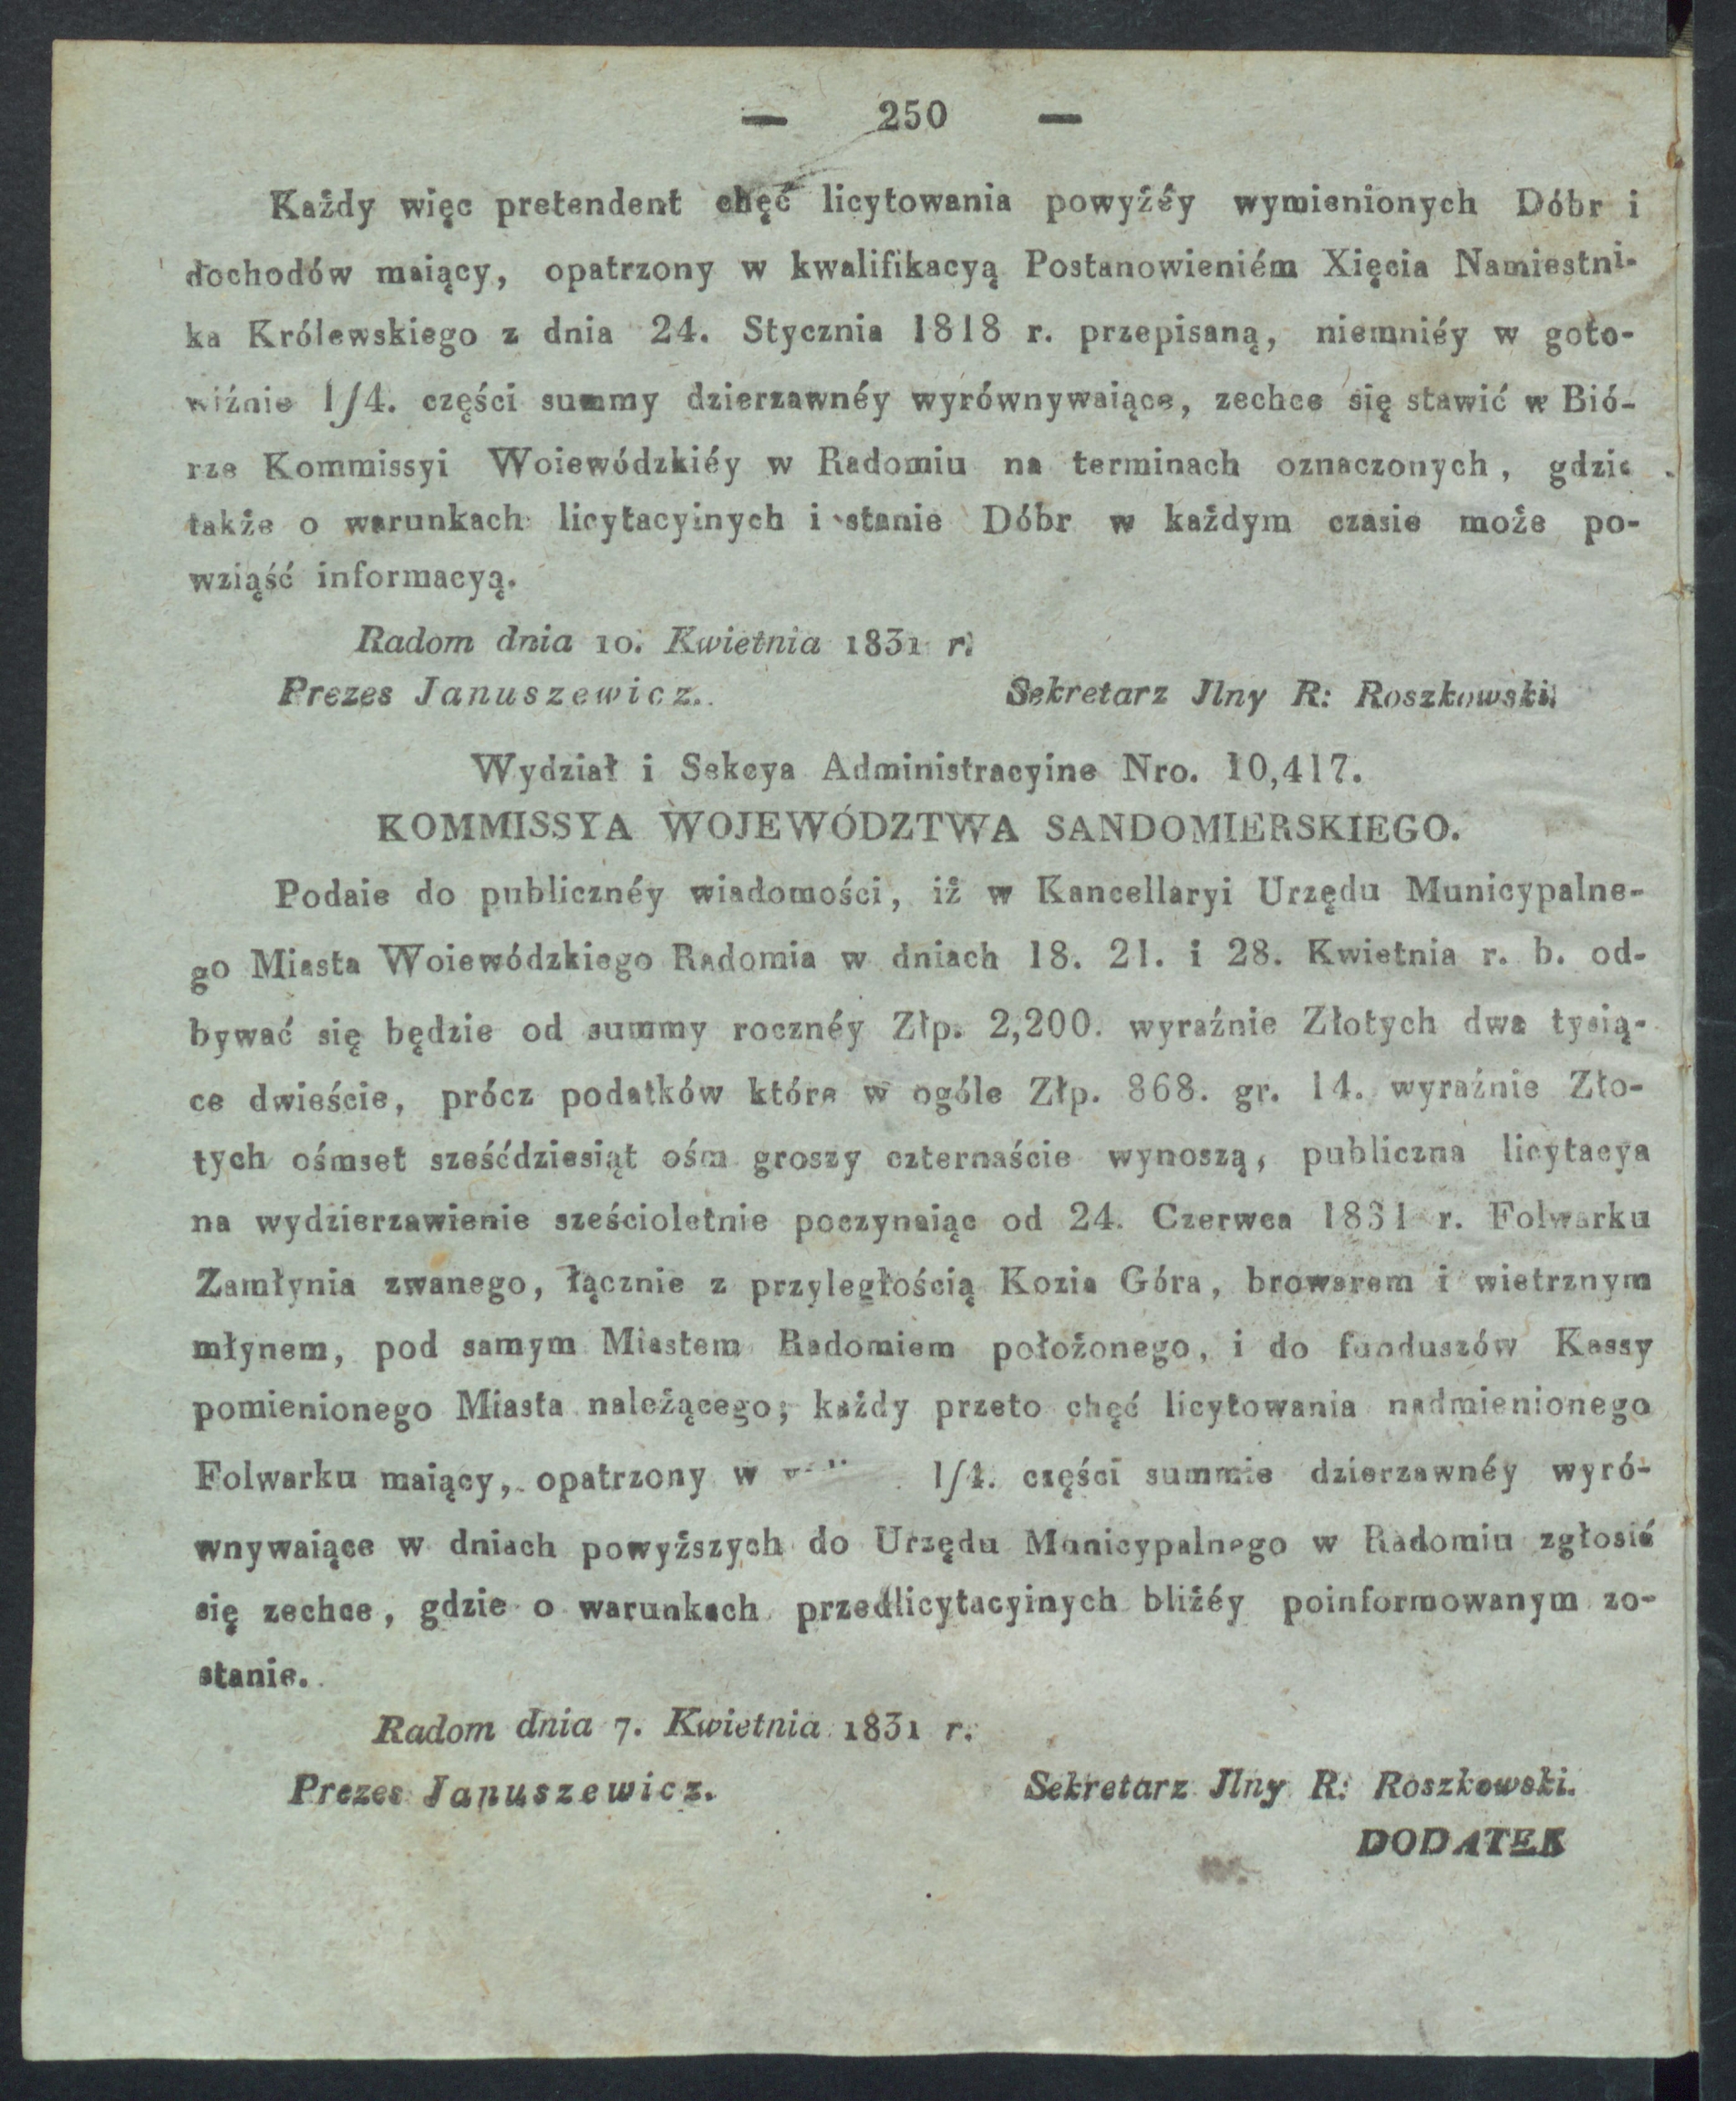 — 250 —
Każdy więc pretendent chęć licytowania powyźéy wymienionych Dóbr i
dochodów maiący, opatrzony w kwalifikacyą Postanowieniém Xięcia Namiestni-
ka Królewskiego z dnia 24. Stycznia 1818 r. przepisaną, niemniéy w goto-
wiźnie 1/4. części summy dzierzawnéy wyrównywaiące, zechce się stawić w Bió-
rze Kommissyi Woiewódzkiéy w Radomiu na terminach oznaczonych, gdzie
także o warunkach licytacyinych i stanie Dóbr w każdym czasie może po-
wziąść informacyą.
Radom dnia 10. Kwietnia 1831 r.
Prezes Januszewicz. Sekretarz Jlny R: Roszkowski.
Wydział i Sekcya Administracyine Nro. 10,417.
KOMMISSYA WOJEWÓDZTWA SANDOMIERSKIEGO.
Podaie do publicznéy wiadomości, iż w Kancellaryi Urzędu Municypalne-
go Miasta Woiewódzkiego Radomia w dniach 18. 21. i 28. Kwietnia r. b. od-
bywać się będzie od summy rocznéy Złp. 2,200. wyraźnie Złotych dwa tysią-
ce dwieście, prócz podatków które w ogóle Złp. 868. gr. 14. wyraźnie Zło-
tych ośmset sześćdziesiąt ośm groszy czternaście wynoszą, publiczna licytacya
na wydzierzawienie sześcioletnie poczynaiąc od 24. Czerwca 1831 r. Folwarku
Zamłynia zwanego, łącznie z przyległością Kozia Góra, browarem i wietrznym
młynem, pod samym Miastem Radomiem położonego, i do funduszów Kassy
pomienionego Miasta należącego; każdy przeto chęć licytowania nadmienionego
Folwarku maiący, opatrzony w 1/4. części summie dzierzawnéy wyró-
wnywaiące w dniach powyższych do Urzędu Municypalnego w Radomiu zgłosić
się zechce, gdzie o warunkach przedlicytacyinych bliżéy poinformowanym zo-
stanie.
Radom dnia 7. Kwietnia 1831 r.
Prezes Januszewicz. Sekretarz Jlny R: Roszkowski.
DODATEK